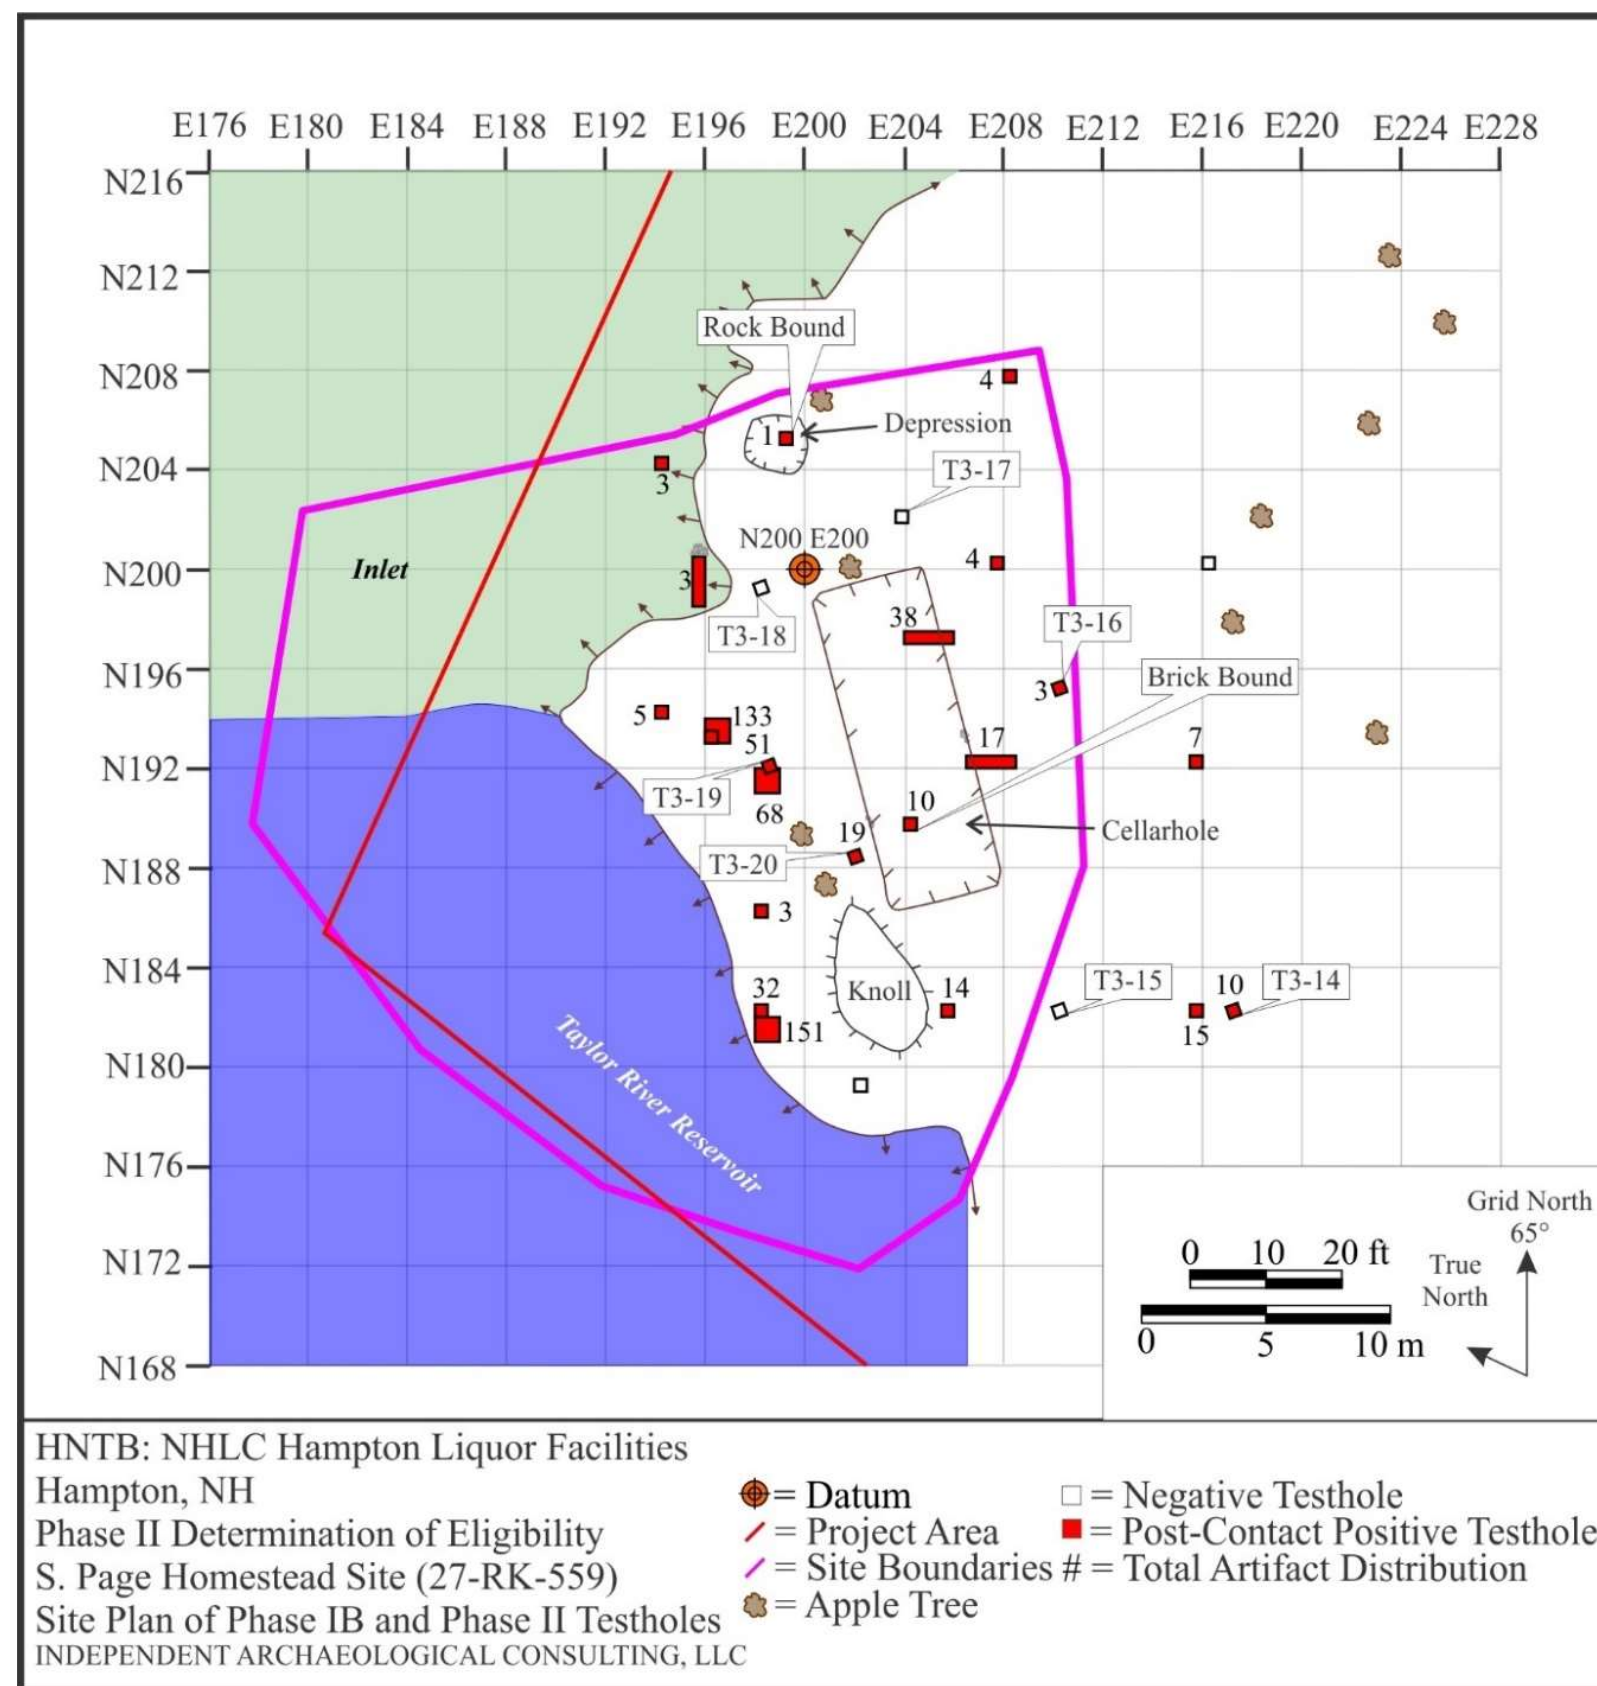 E176 E180 E184 E188 E192 E196 E200 E204 E208 E212 E216 E220 E224 E228
N216
N212
Rock Bound
N208
4
Depression
1
N204
T3-17
3
N200 E200
4
N200
Inlet
3
38
T3-16
T3-18
N196
Brick Bound
3
5
133
17
7
51
N192
T3-19
68
10
19
Cellarhole
T3-20
N188
3
N184
T3-15
10
T3-14
32
Knoll
14
15
151
Taylor River Reservoir
N180
N176
Grid North
65°
0 10 20 ft
True
North
N172
0 5 10 m
N168
HNTB: NHLC Hampton Liquor Facilities
Hampton, NH
Phase II Determination of Eligibility
S. Page Homestead Site (27-RK-559)
Site Plan of Phase IB and Phase II Testholes
INDEPENDENT ARCHAEOLOGICAL CONSULTING, LLC
= Datum
= Project Area
= Site Boundaries
= Apple Tree
= Negative Testhole
= Post-Contact Positive Testhole
# = Total Artifact Distribution